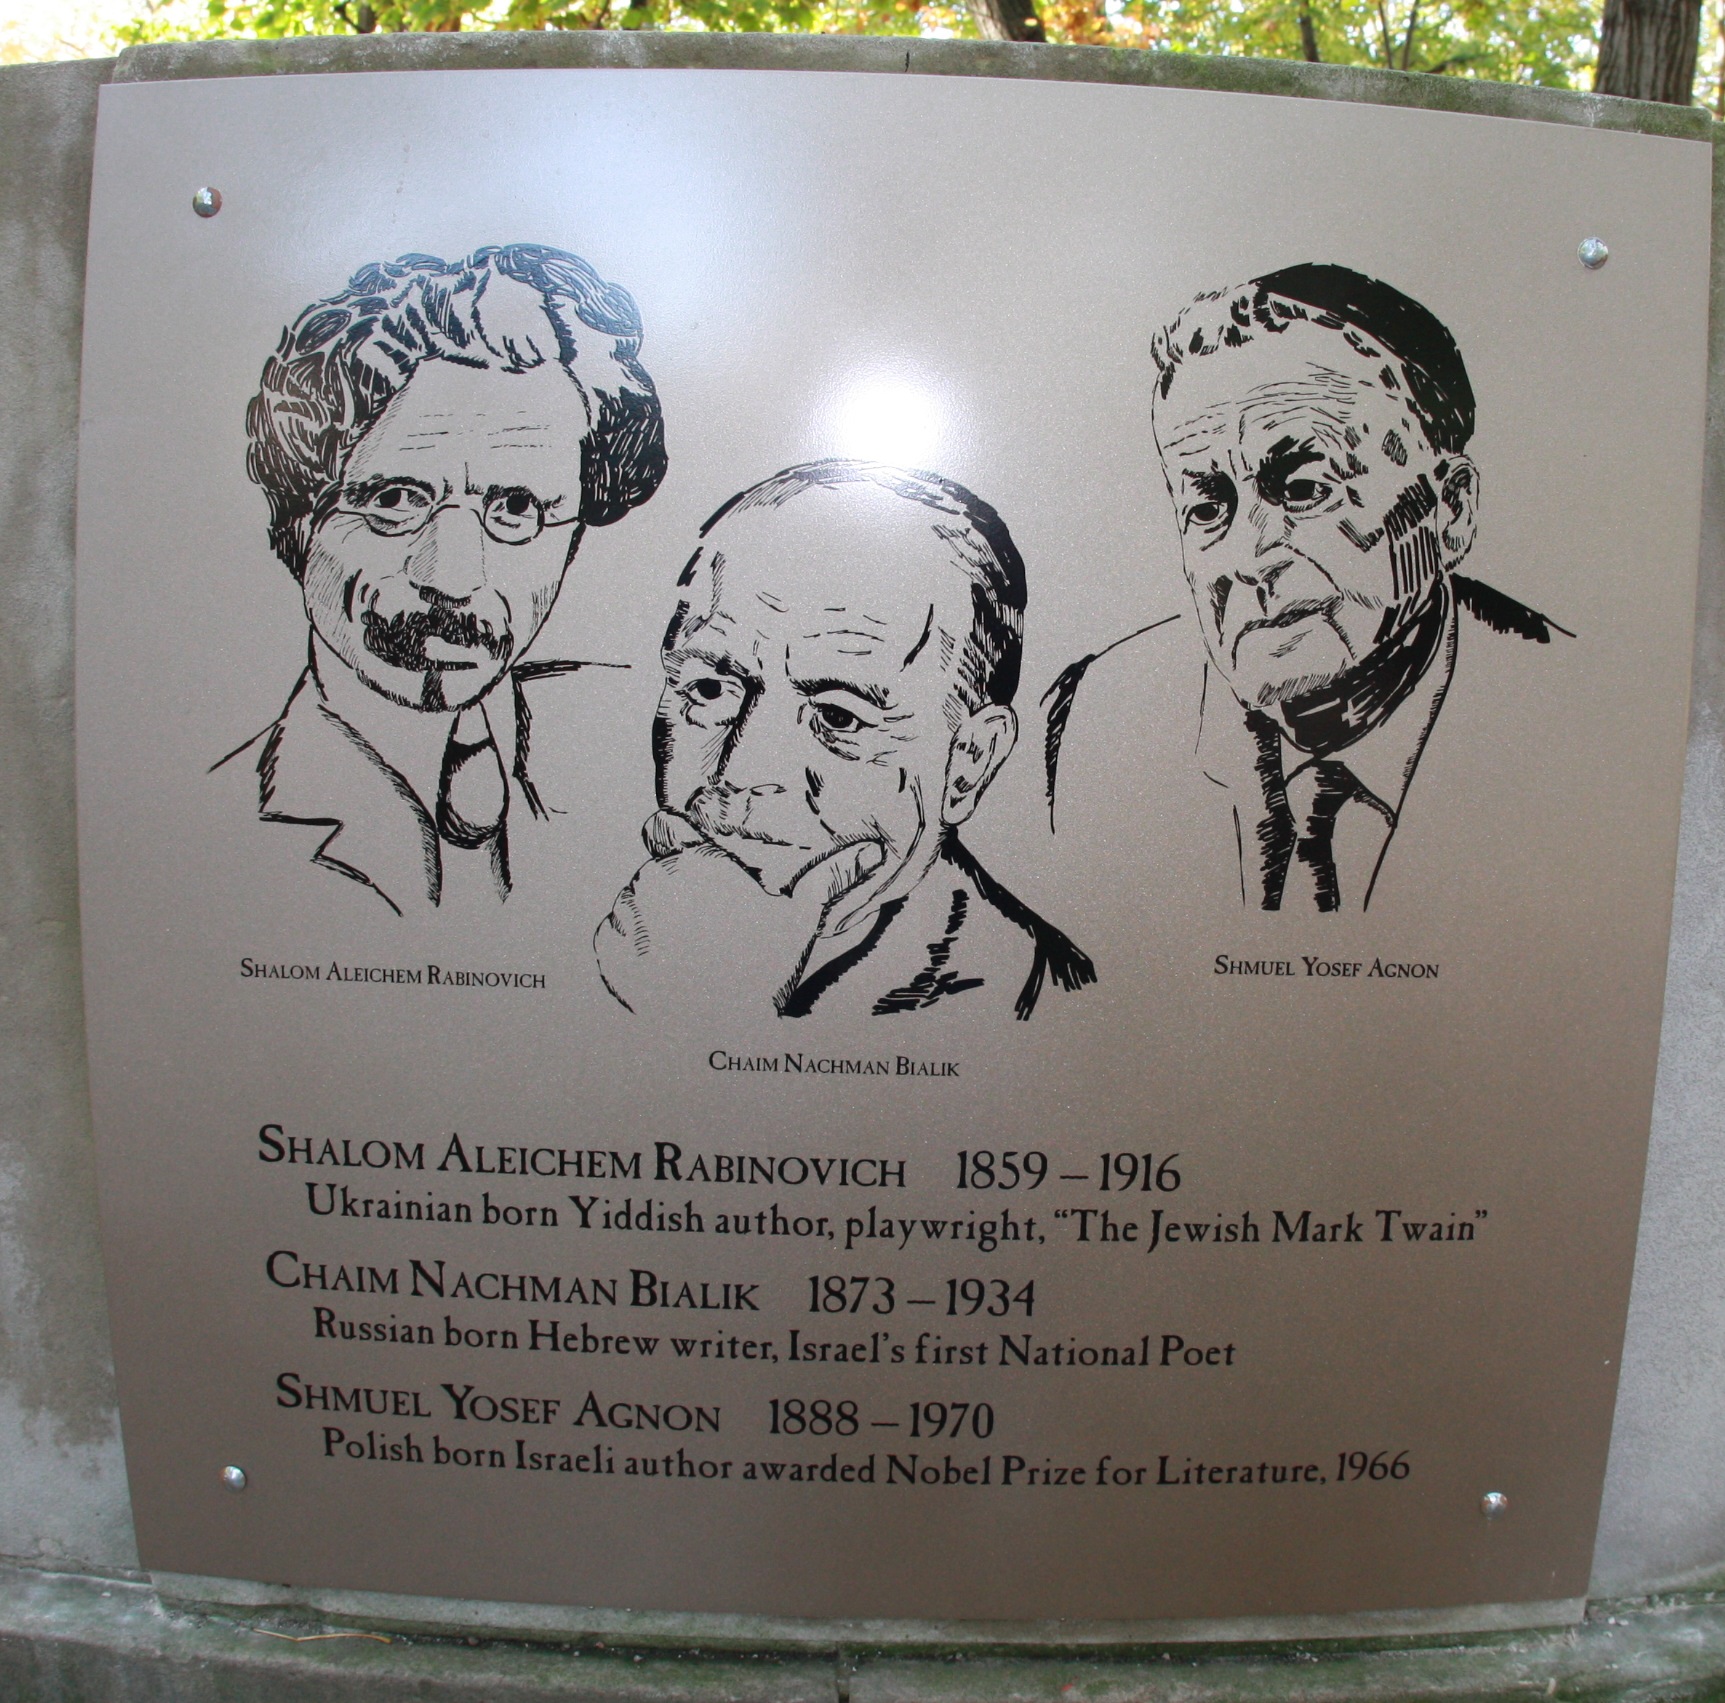 SHALOM ALEICHEM RABINOVICH
SHMUEL YOSEF AGNON
CHAIM NACHMAN BIALIK
SHALOM ALEICHEM RABINOVICH 1859 – 1916
Ukrainian born Yiddish author, playwright, “The Jewish Mark Twain”
CHAIM NACHMAN BIALIK 1873 – 1934
Russian born Hebrew writer, Israel’s first National Poet
SHMUEL YOSEF AGNON 1888 – 1970
Polish born Israeli author awarded Nobel Prize for Literature, 1966